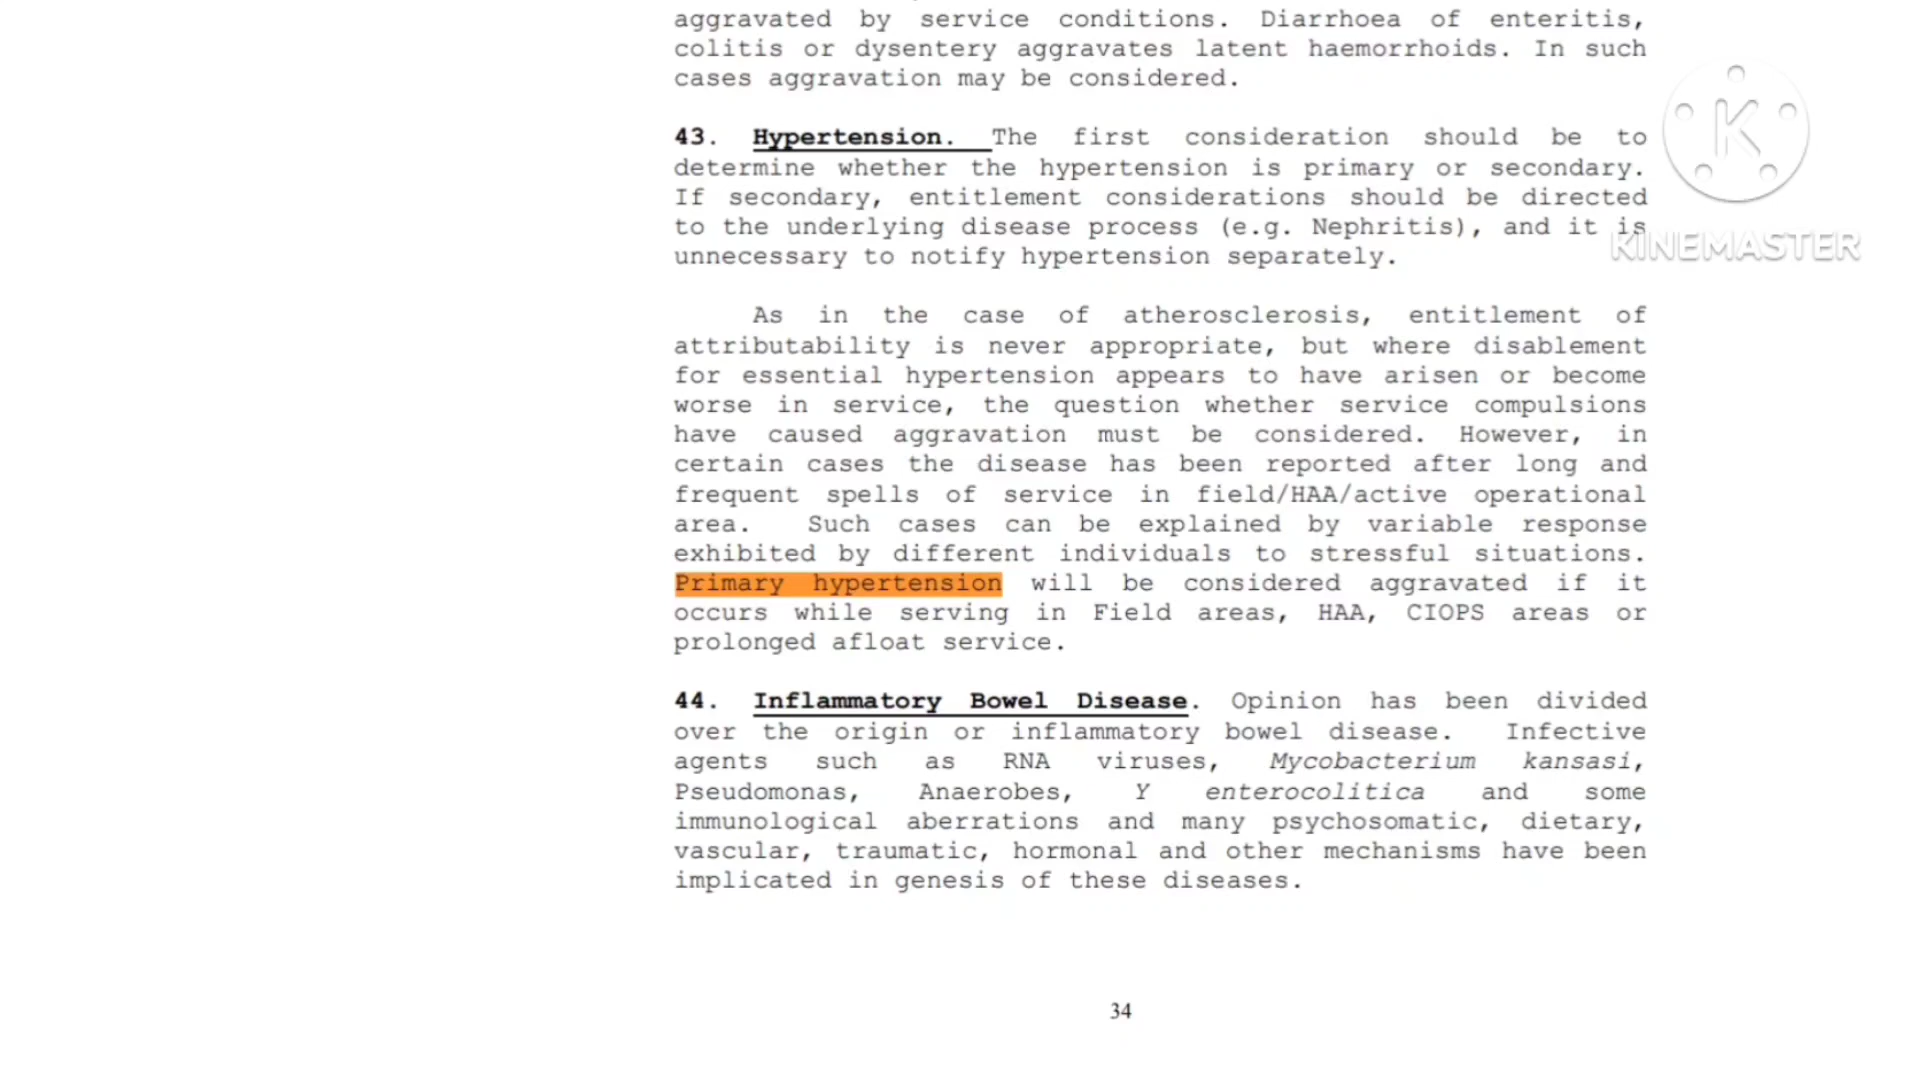 aggravated by service conditions. Diarrhoea of enteritis,
colitis or dysentery aggravates latent haemorrhoids. In such
cases aggravation may be considered.
43. Hypertension. The first consideration should be to
determine whether the hypertension is primary or secondary.
If secondary, entitlement considerations should be directed
to the underlying disease process (e.g. Nephritis), and it is
unnecessary to notify hypertension separately.
As in the case of atherosclerosis, entitlement of
attributability is never appropriate, but where disablement
for essential hypertension appears to have arisen or become
worse in service, the question whether service compulsions
have caused aggravation must be considered. However, in
certain cases the disease has been reported after long and
frequent spells of service in field/HAA/active operational
area. Such cases can be explained by variable response
exhibited by different individuals to stressful situations.
Primary hypertension will be considered aggravated if it
occurs while serving in Field areas, HAA, CIOPS areas or
prolonged afloat service.
44. Inflammatory Bowel Disease. Opinion has been divided
over the origin or inflammatory bowel disease. Infective
agents such as RNA viruses, Mycobacterium kansasi,
Pseudomonas, Anaerobes, Y enterocolitica and some
immunological aberrations and many psychosomatic, dietary,
vascular, traumatic, hormonal and other mechanisms have been
implicated in genesis of these diseases.
34
K
KINEMASTER